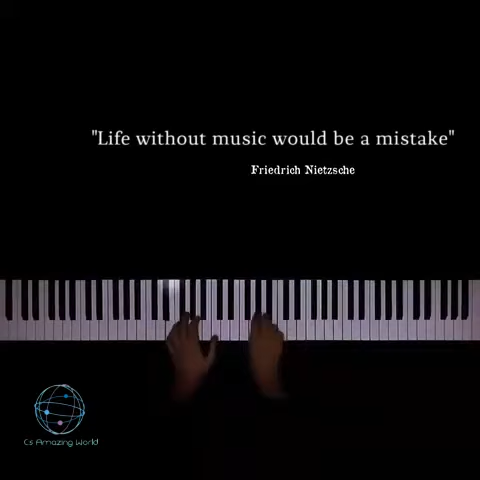 "Life without music would be a mistake"
Friedrich Nietzsche
Cs Amazing World